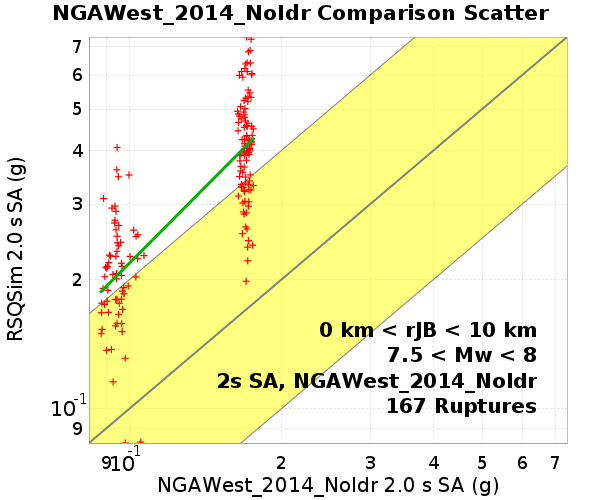 NGAWest_2014_NoIdr Comparison Scatter
7
6
5
4
3
2
10^-1
9
RSQSim 2.0 s SA (g)
0 km < rJB < 10 km
7.5 < Mw < 8
2s SA, NGAWest_2014_NoIdr
167 Ruptures
9 10^-1 2 3 4 5 6 7
NGAWest_2014_NoIdr 2.0 s SA (g)